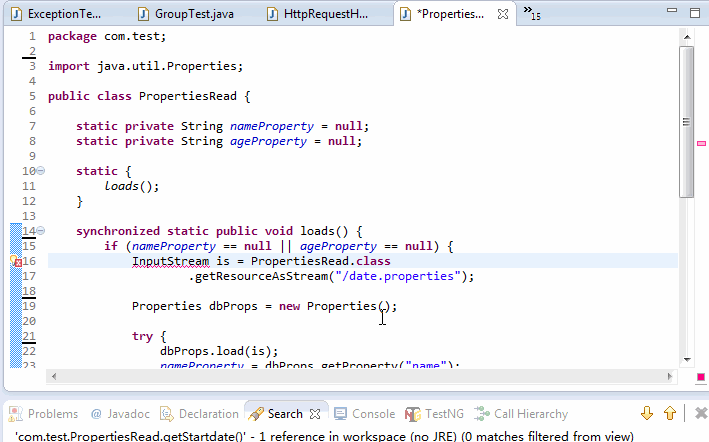 ExceptionTe... GroupTest.java HttpRequestH... *Properties... »15
1 package com.test;
2
3 import java.util.Properties;
4
5 public class PropertiesRead {
6
7 static private String nameProperty = null;
8 static private String ageProperty = null;
9
10 static {
11 loads();
12 }
13
14 synchronized static public void loads() {
15 if (nameProperty == null || ageProperty == null) {
16 InputStream is = PropertiesRead.class
17 .getResourceAsStream("/date.properties");
18
19 Properties dbProps = new Properties();
20
21 try {
22 dbProps.load(is);
23 nameProperty = dbProps.getProperty("name");
Problems @ Javadoc Declaration Search Console TestNG Call Hierarchy
'com.test.PropertiesRead.getStartdate()' - 1 reference in workspace (no JRE) (0 matches filtered from view)